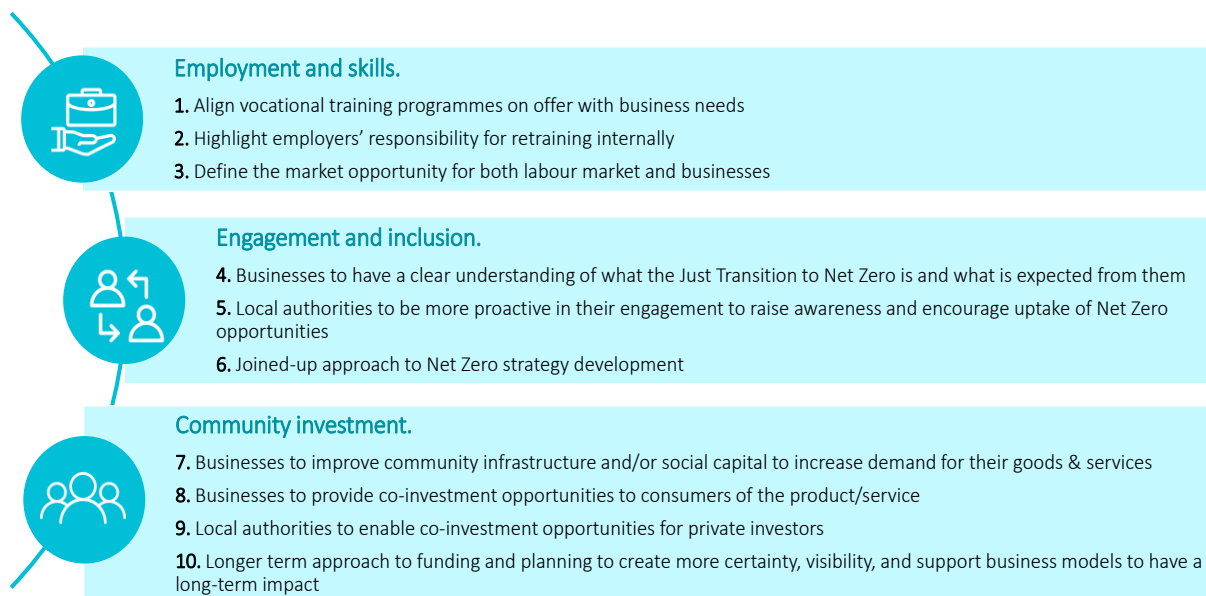 Employment and skills.
1. Align vocational training programmes on offer with business needs
2. Highlight employers' responsibility for retraining internally
3. Define the market opportunity for both labour market and businesses
Engagement and inclusion.
4. Businesses to have a clear understanding of what the Just Transition to Net Zero is and what is expected from them
5. Local authorities to be more proactive in their engagement to raise awareness and encourage uptake of Net Zero
opportunities
6. Joined-up approach to Net Zero strategy development
Community investment.
7. Businesses to improve community infrastructure and/or social capital to increase demand for their goods & services
8. Businesses to provide co-investment opportunities to consumers of the product/service
9. Local authorities to enable co-investment opportunities for private investors
10. Longer term approach to funding and planning to create more certainty, visibility, and support business models to have a
long-term impact